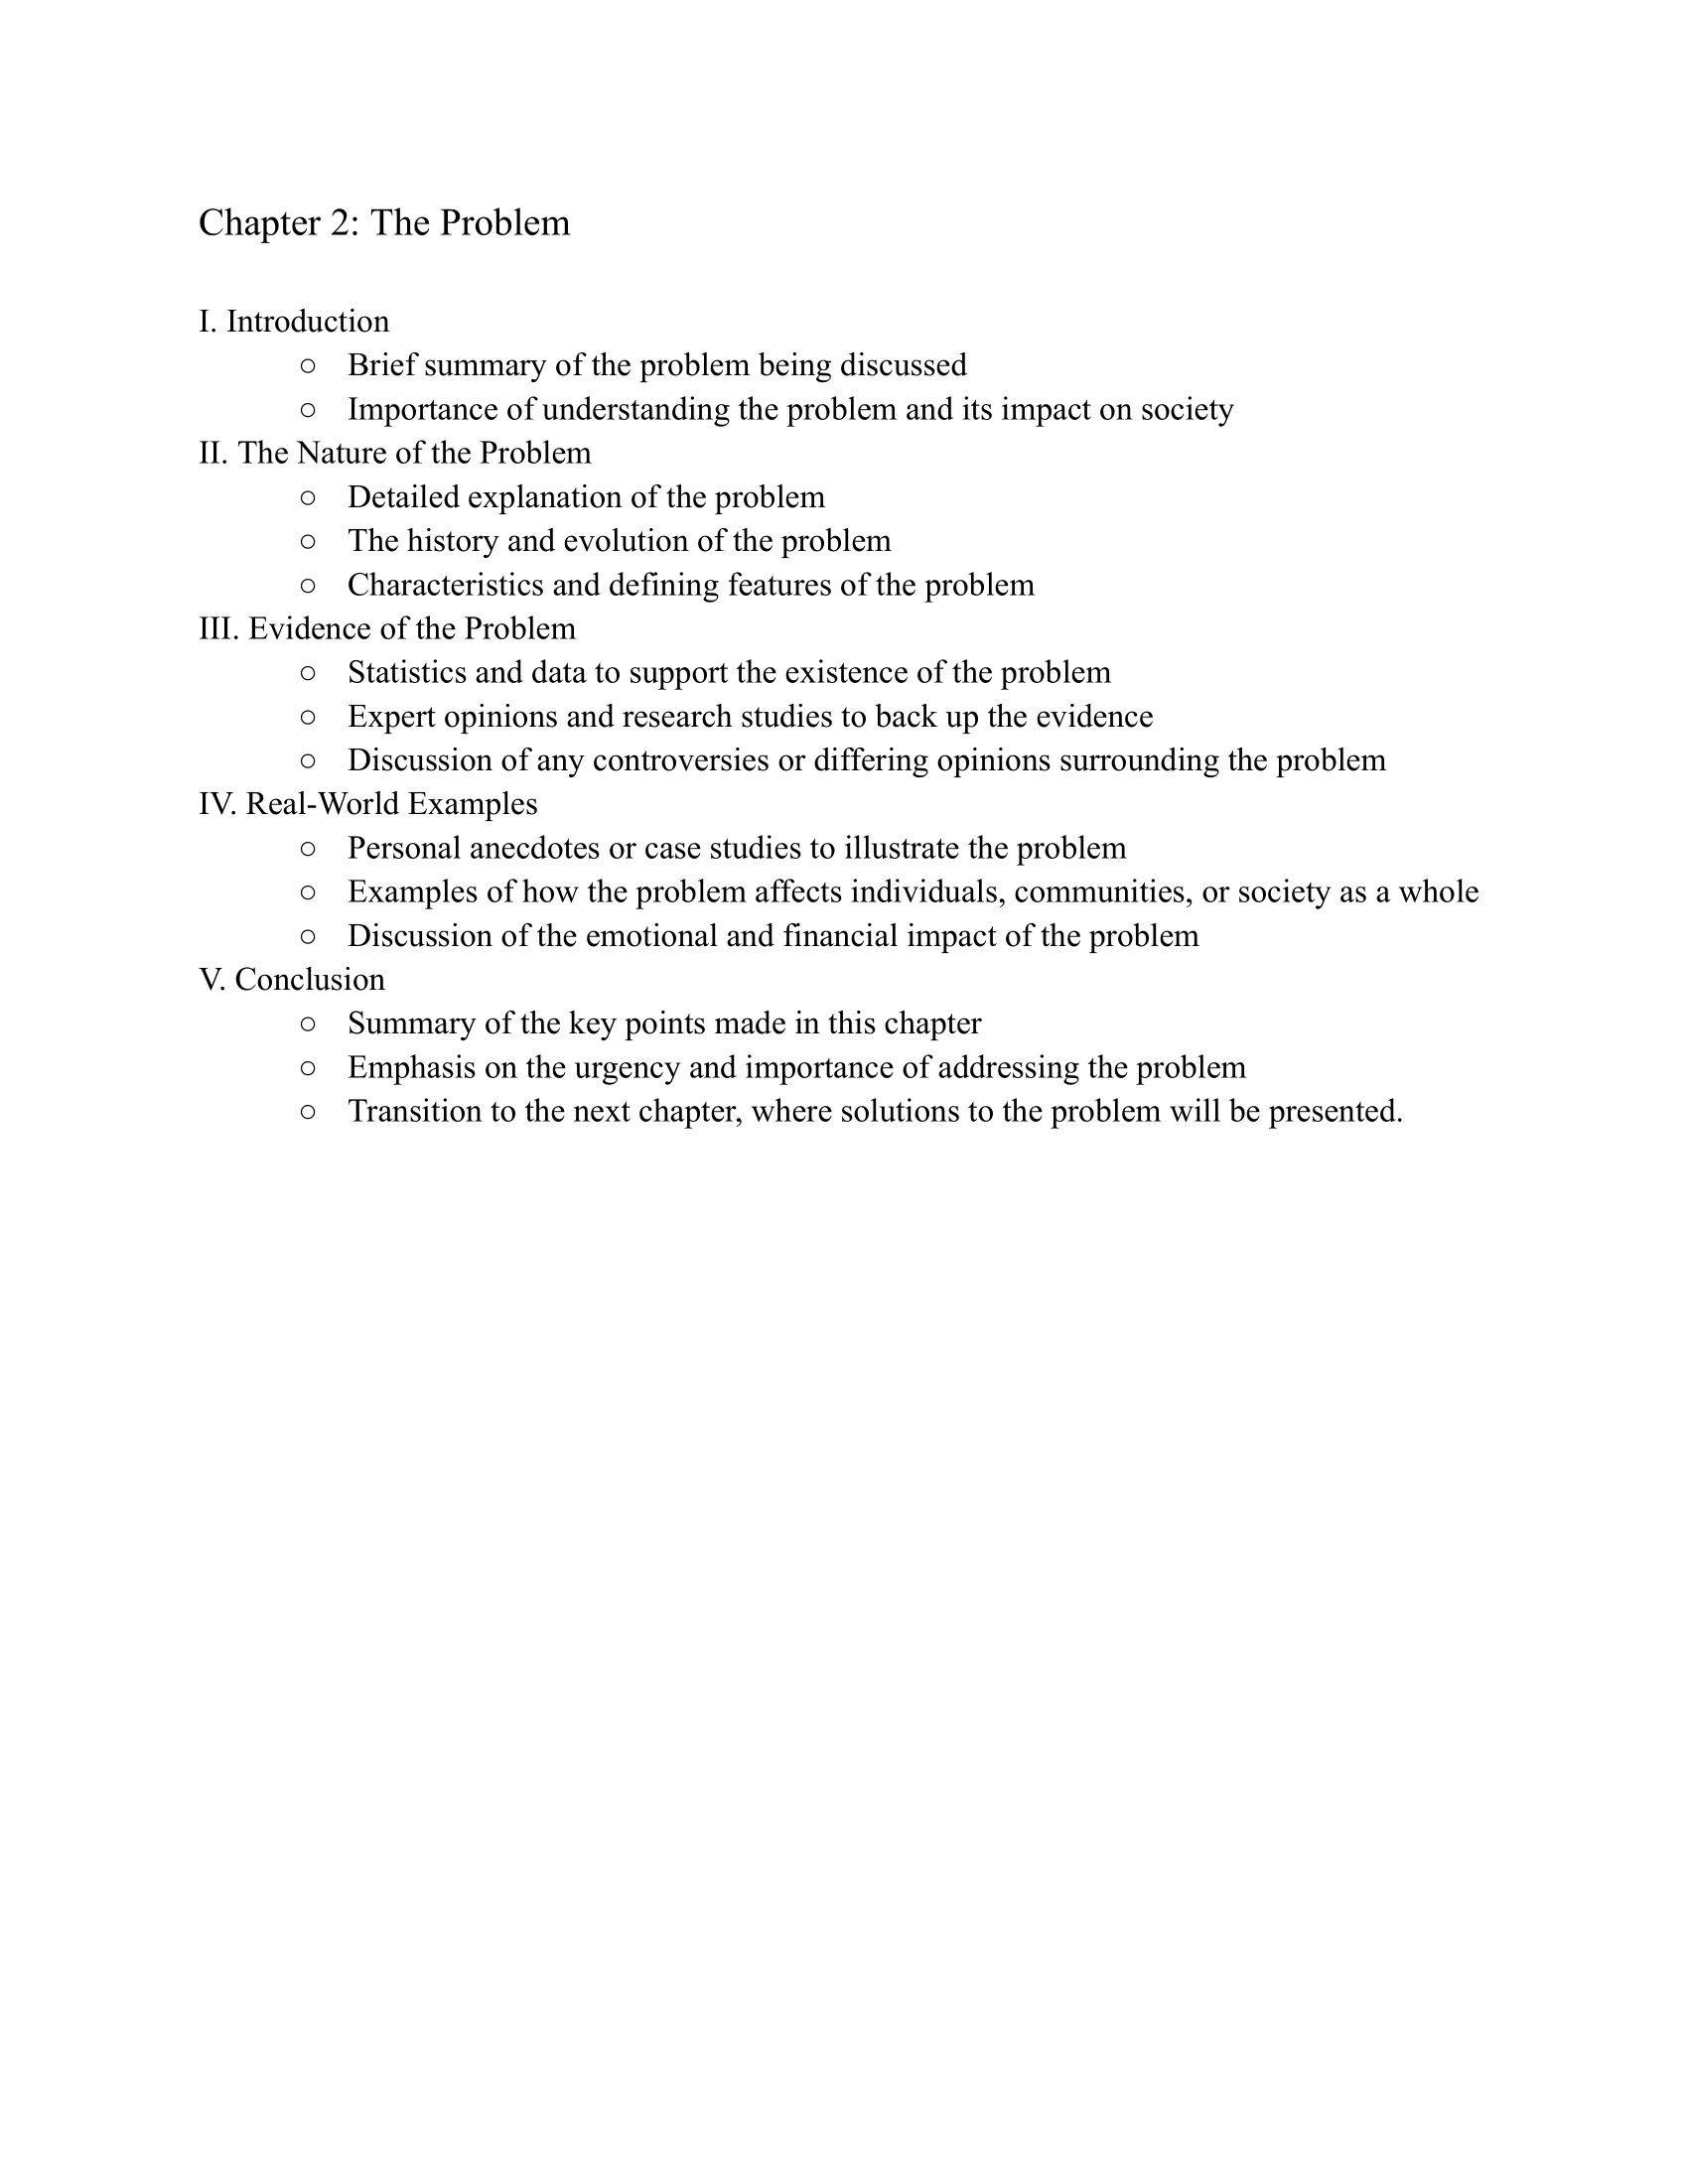 Chapter 2: The Problem
I. Introduction
○ Brief summary of the problem being discussed
○ Importance of understanding the problem and its impact on society
II. The Nature of the Problem
○ Detailed explanation of the problem
○ The history and evolution of the problem
○ Characteristics and defining features of the problem
III. Evidence of the Problem
○ Statistics and data to support the existence of the problem
○ Expert opinions and research studies to back up the evidence
○ Discussion of any controversies or differing opinions surrounding the problem
IV. Real-World Examples
○ Personal anecdotes or case studies to illustrate the problem
○ Examples of how the problem affects individuals, communities, or society as a whole
○ Discussion of the emotional and financial impact of the problem
V. Conclusion
○ Summary of the key points made in this chapter
○ Emphasis on the urgency and importance of addressing the problem
○ Transition to the next chapter, where solutions to the problem will be presented.